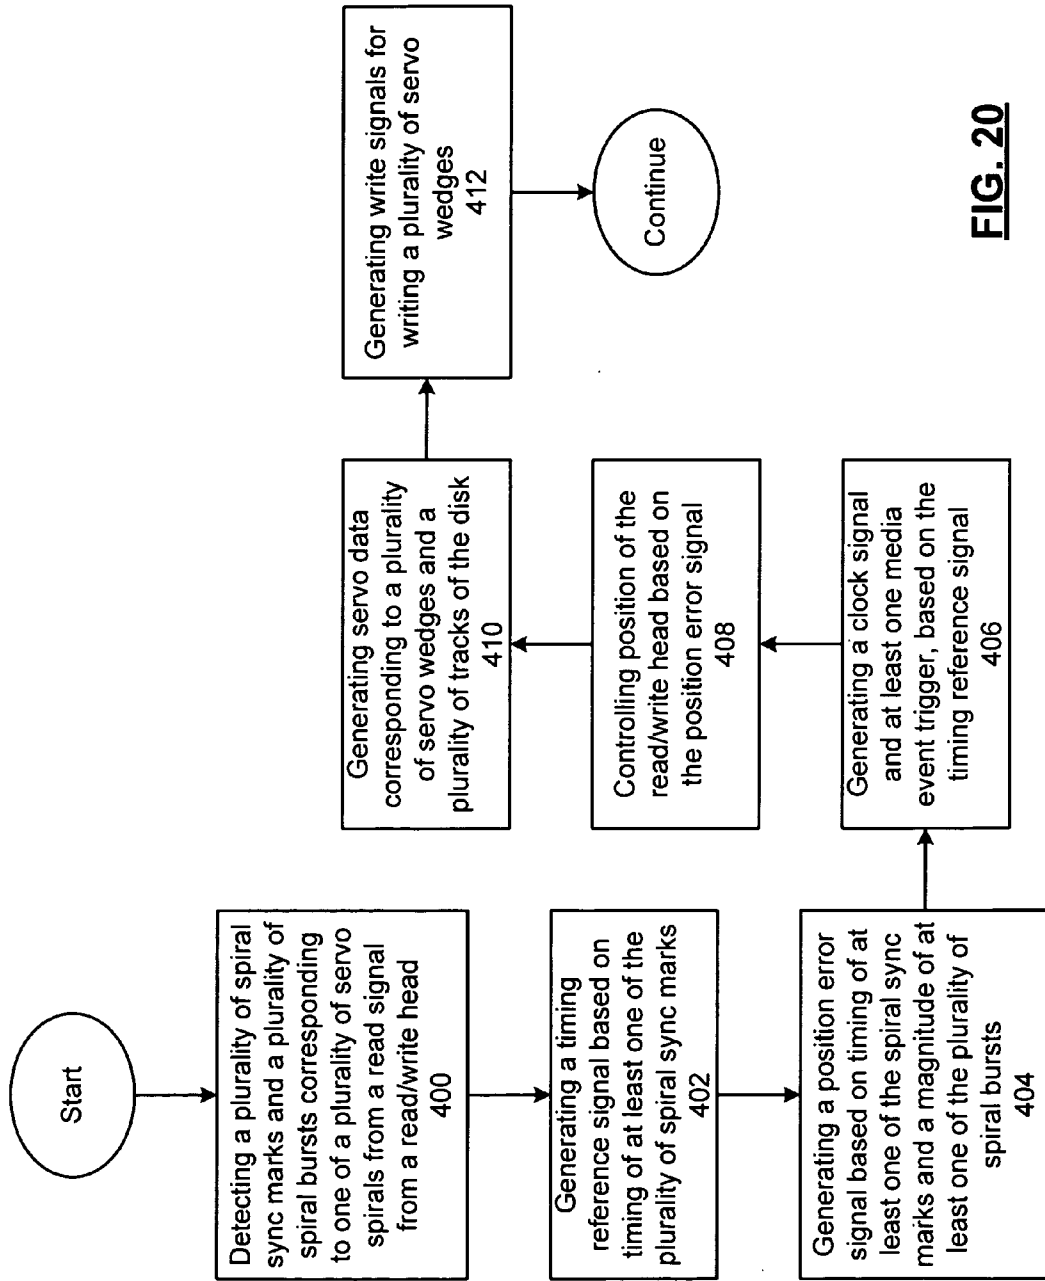 Start
Detecting a plurality of spiral
sync marks and a plurality of
spiral bursts corresponding
to one of a plurality of servo
spirals from a read signal
from a read/write head
400
Generating a timing
reference signal based on
timing of at least one of the
plurality of spiral sync marks
402
Generating a position error
signal based on timing of at
least one of the spiral sync
marks and a magnitude of at
least one of the plurality of
spiral bursts
404
Generating a clock signal
and at least one media
event trigger, based on the
timing reference signal
406
Controlling position of the
read/write head based on
the position error signal
408
Generating servo data
corresponding to a plurality
of servo wedges and a
plurality of tracks of the disk
410
Generating write signals for
writing a plurality of servo
wedges
412
Continue
FIG. 20